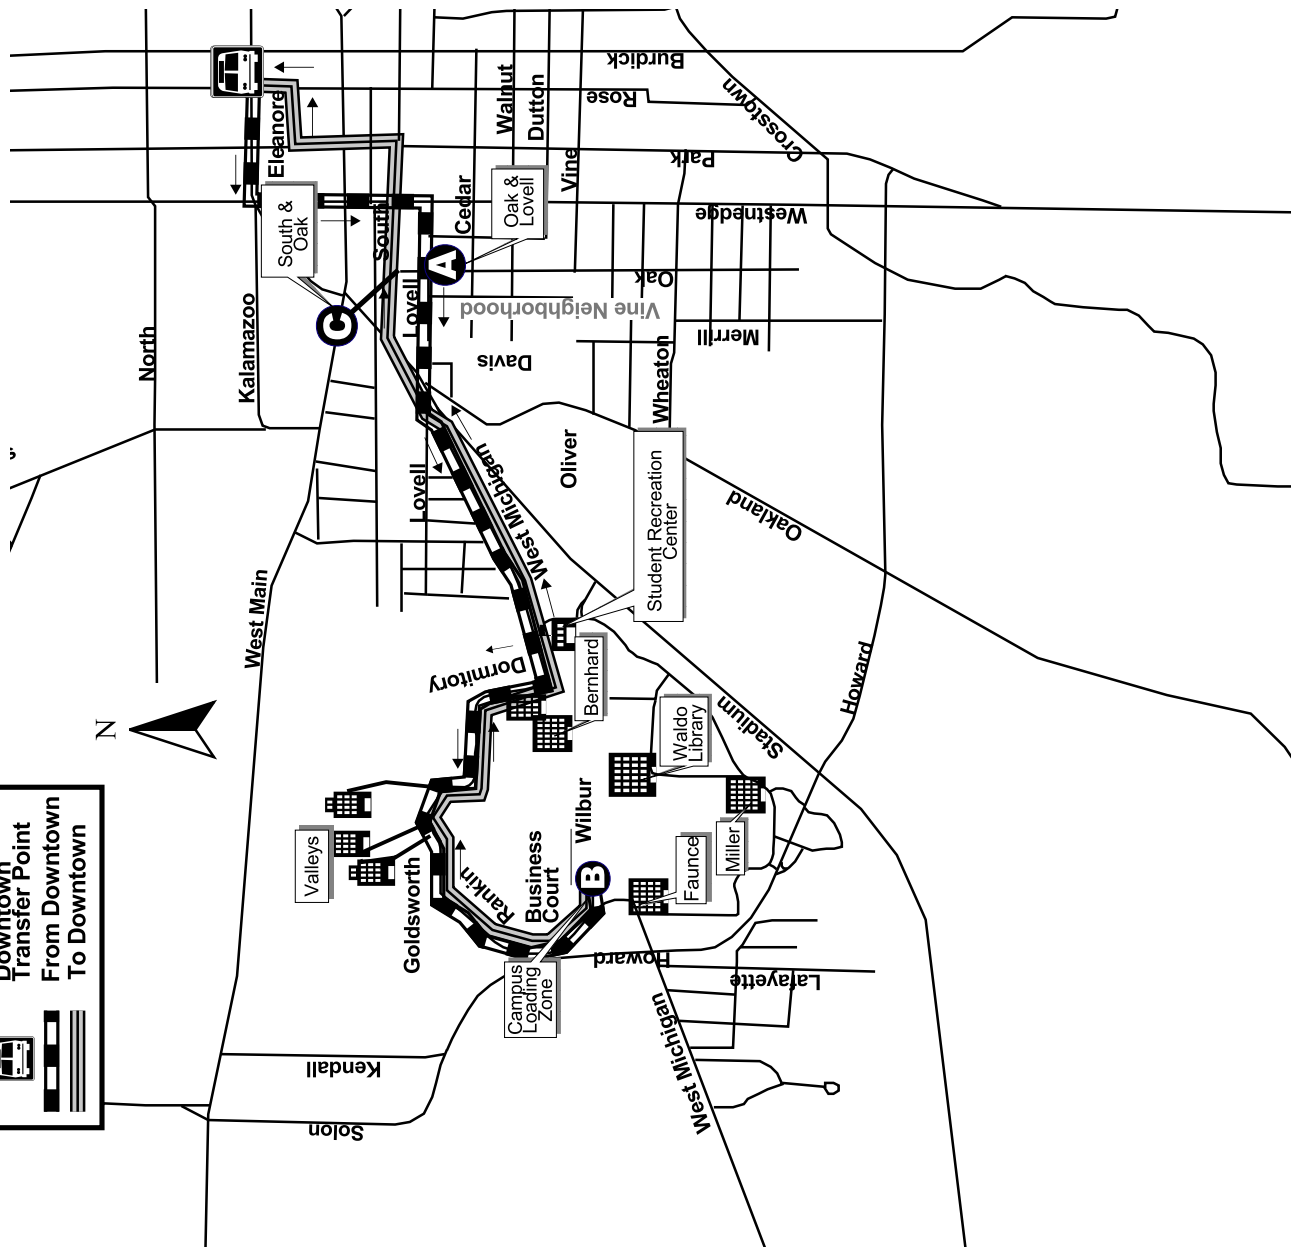 Burdick
Rose
Crosstown
Park
Westnedge
Walnut
Dutton
Vine
Cedar
Eleanore
South &
Oak
South
Oak &
Lovell
A
Oak
Vine Neighborhood
Lovell
C
North
Kalamazoo
Davis
Merrill
Wheaton
Oliver
Lovell
West Michigan
Oakland
Student Recreation
Center
West Main
Dormitory
Bernhard
Howard
N
Waldo
Library
Stadium
Wilbur
Miller
Faunce
Valleys
Business
Court
B
Rankin
Goldsworth
Howard
Lafayette
Campus
Loading
Zone
West Michigan
Kendall
Solon
Downtown
Transfer Point
From Downtown
To Downtown